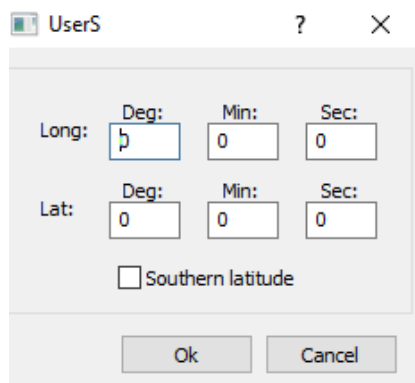 UserS ? 
Deg: Min: Sec:
Long: 0 0 0
Deg: Min: Sec:
Lat: 0 0 0
Southern latitude
Ok Cancel